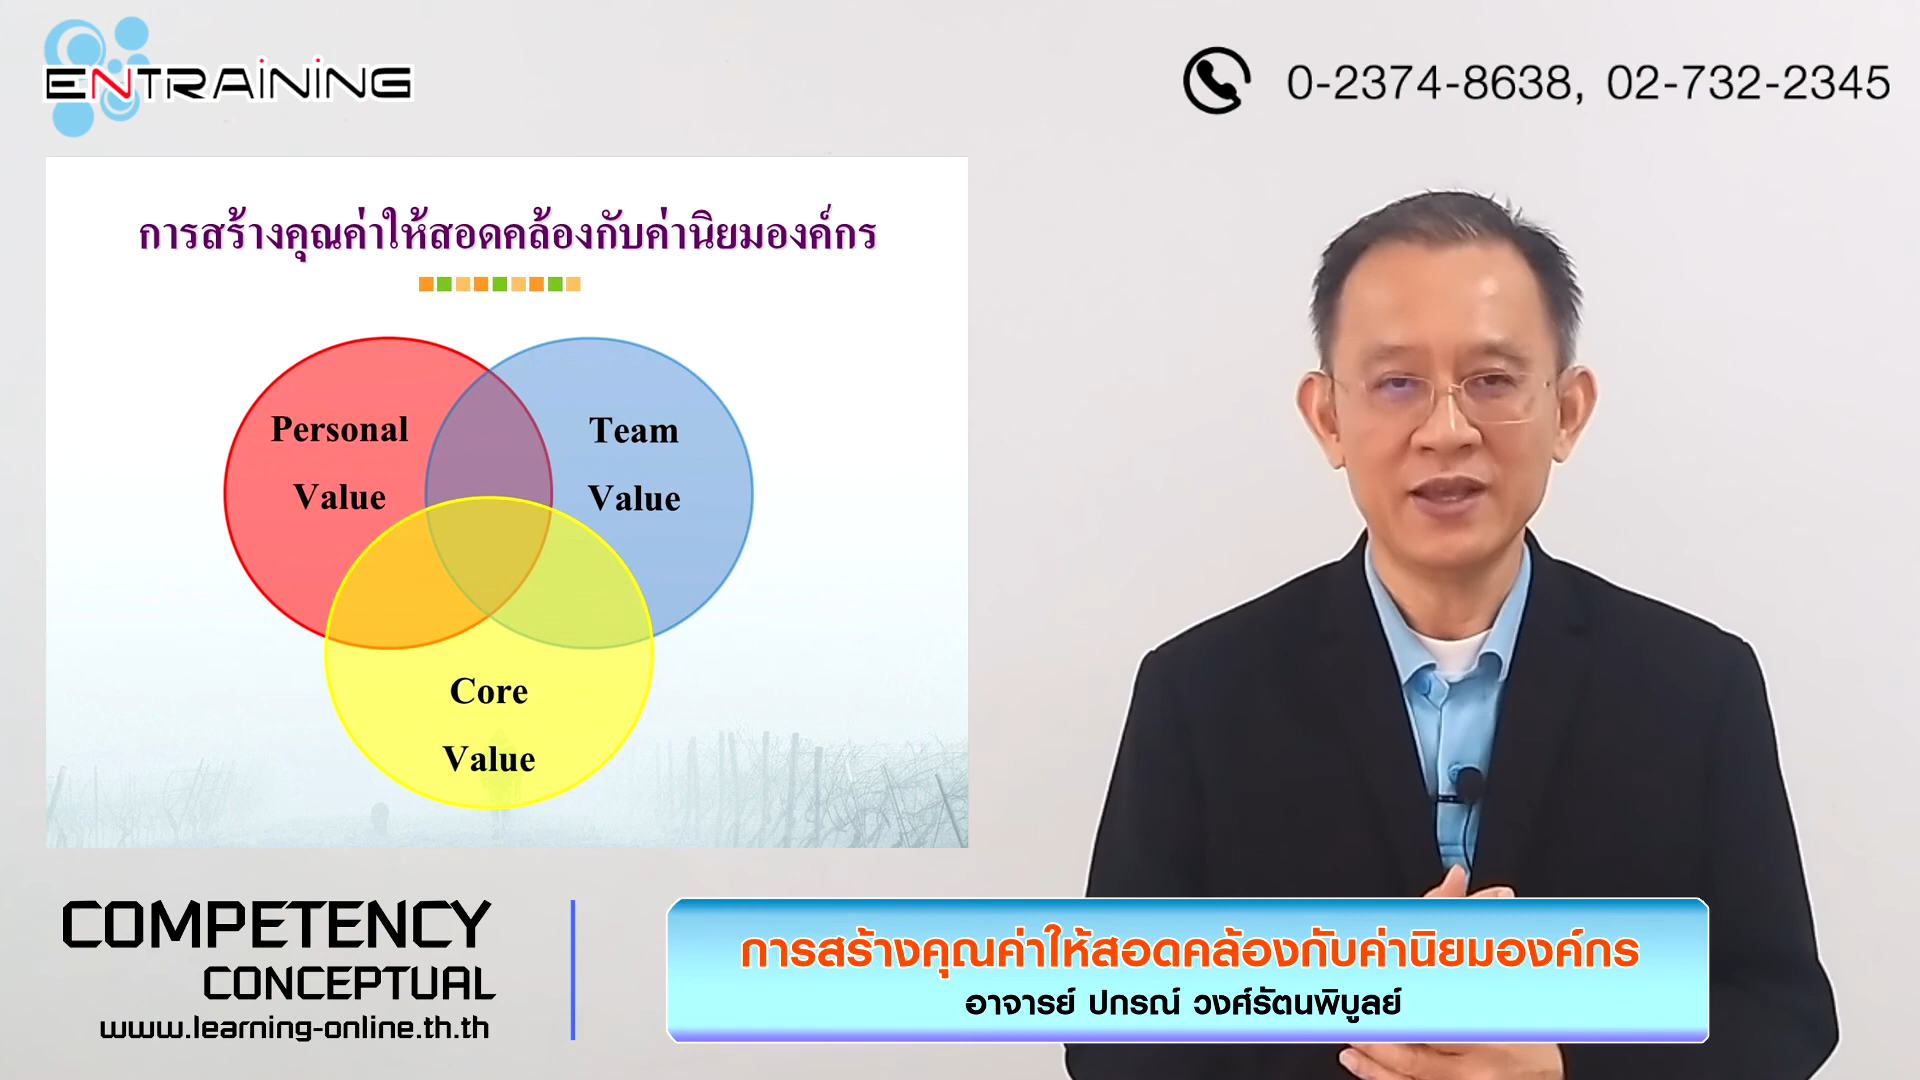 ENTRAINING
0-2374-8638, 02-732-2345
การสร้างคุณค่าให้สอดคล้องกับค่านิยมองค์กร
Personal
Value
Team
Value
Core
Value
COMPETENCY
CONCEPTUAL
www.learning-online.th.th
การสร้างคุณค่าให้สอดคล้องกับค่านิยมองค์กร
อาจารย์ ปกรณ์ วงศ์รัตนพิบูลย์